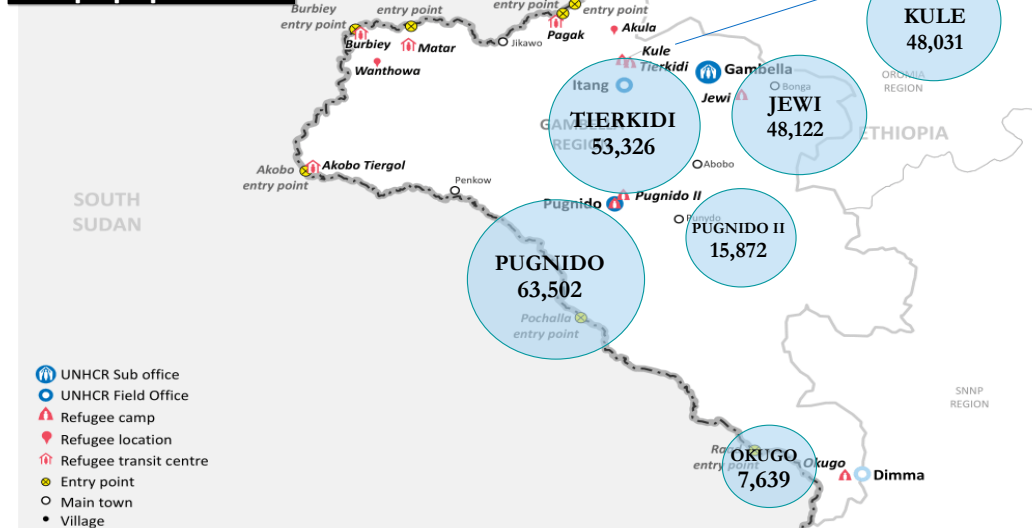 Burbiey
entry point
entry point
entry point
entry point
KULE
48,031
Burbiey
Matar
Wanthowa
Jikawo
Pagak
Akula
Kule
Tierkidi
Itang
Gambella
Jewi
Bonga
OROMIA
REGION
GAMBELLA
REGION
TIERKIDI
53,326
JEWI
48,122
ETHIOPIA
Abobo
Akobo
entry point
Akobo Tiergol
Penkow
SOUTH
SUDAN
Pugnido
Pugnido II
Punydo
PUGNIDO II
15,872
PUGNIDO
63,502
Pochalla
entry point
SNNP
REGION
UNHCR Sub office
UNHCR Field Office
Refugee camp
Refugee location
Refugee transit centre
Entry point
Main town
Village
entry point
OKUGO
7,639
Okugo
Dimma